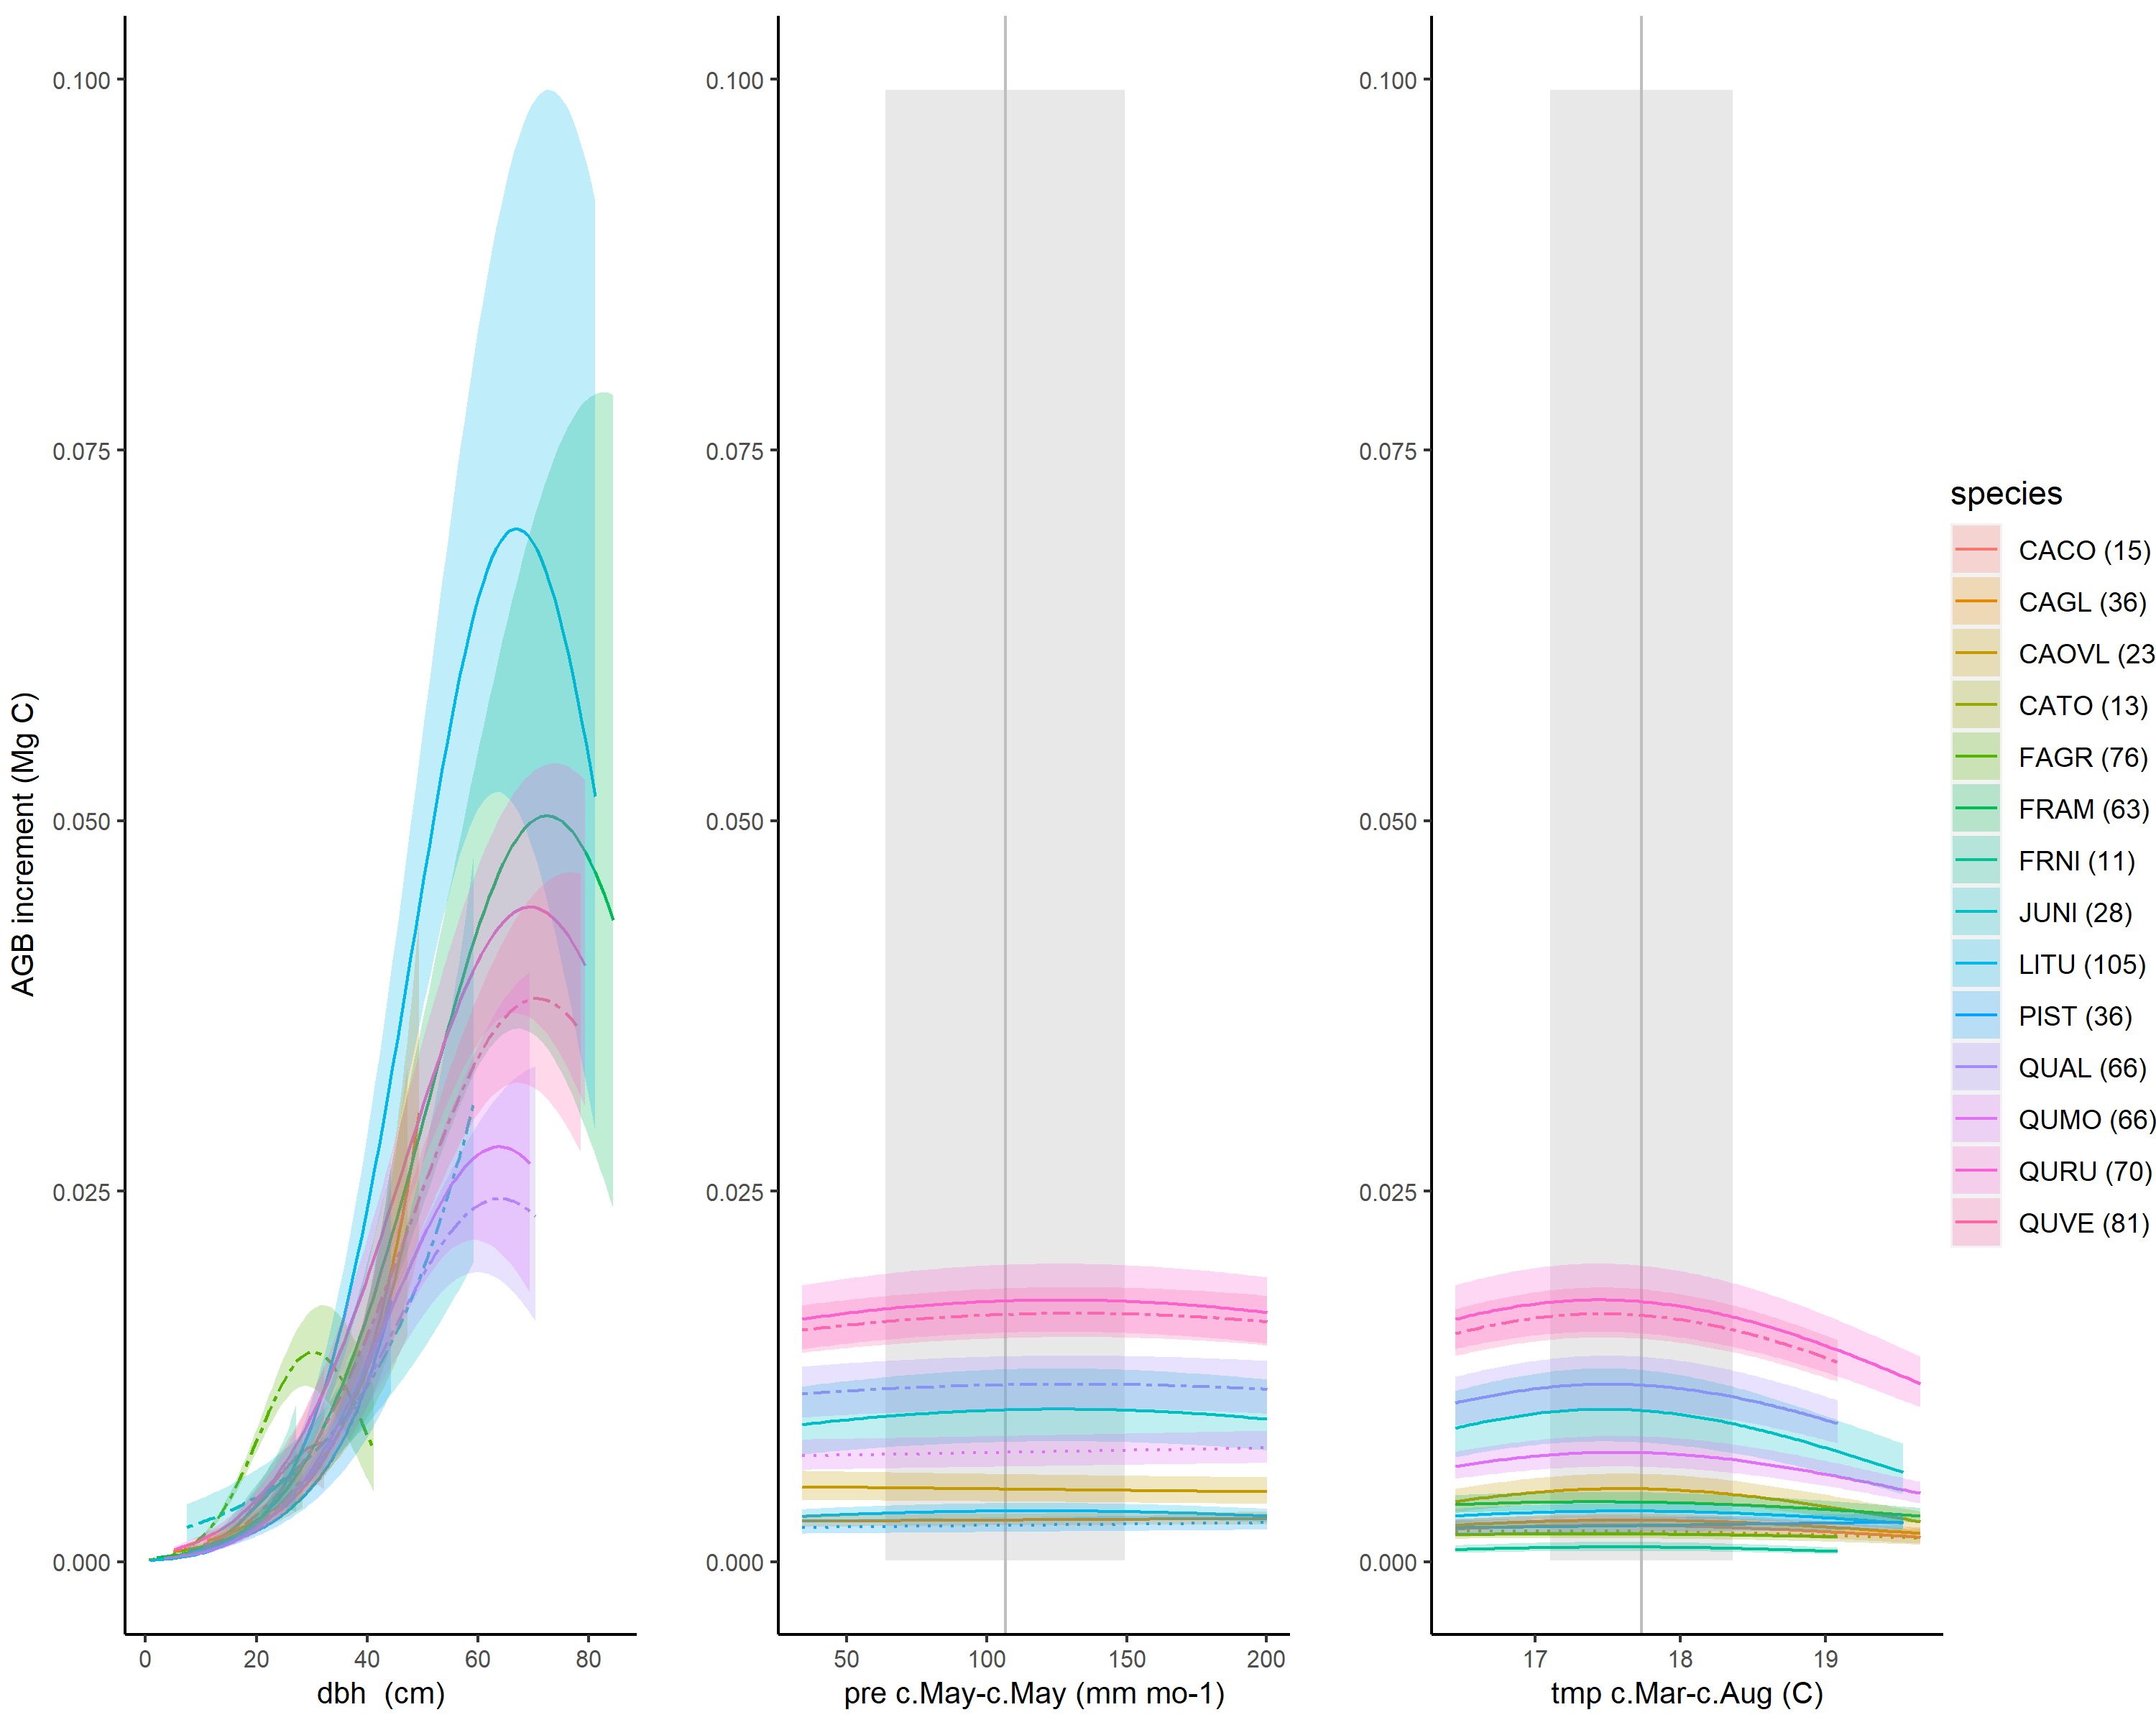 AGB increment (Mg C)
0.100
0.075
0.050
0.025
0.000
0 20 40 60 80
dbh  (cm)
0.100
0.075
0.050
0.025
0.000
50 100 150 200
pre c.May-c.May (mm mo-1)
0.100
0.075
0.050
0.025
0.000
17 18 19
tmp c.Mar-c.Aug (C)
species
CACO (15)
CAGL (36)
CAOVL (23
CATO (13)
FAGR (76)
FRAM (63)
FRNI (11)
JUNI (28)
LITU (105)
PIST (36)
QUAL (66)
QUMO (66)
QURU (70)
QUVE (81)